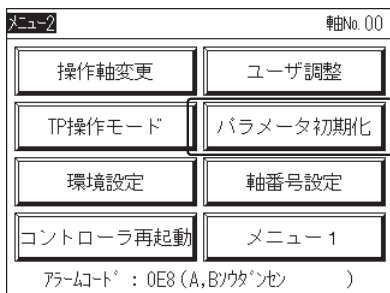 メニュー2 軸No. 00
操作軸変更 ユーザ調整
TP操作モード パラメータ初期化
環境設定 軸番号設定
コントローラ再起動 メニュー1
アラームコード : 0E8(A,Bソウダンセン )